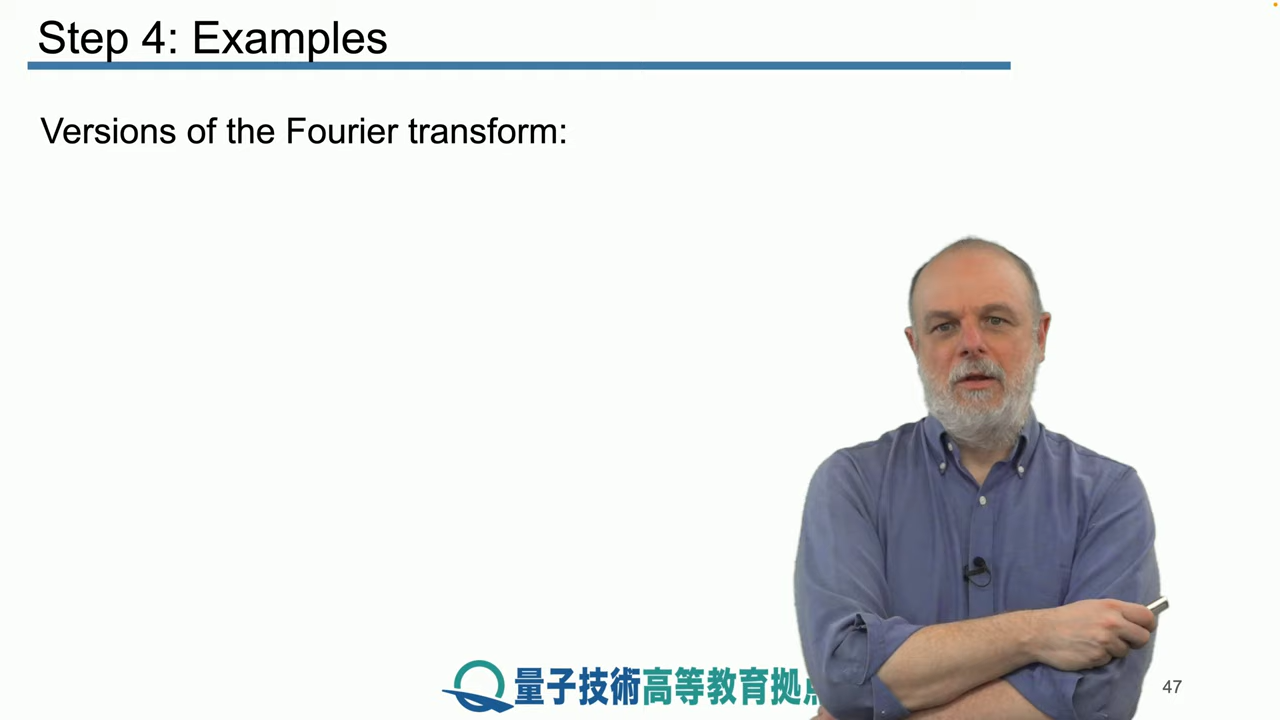 Step 4: Examples
Versions of the Fourier transform:
量子技術高等教育拠
47